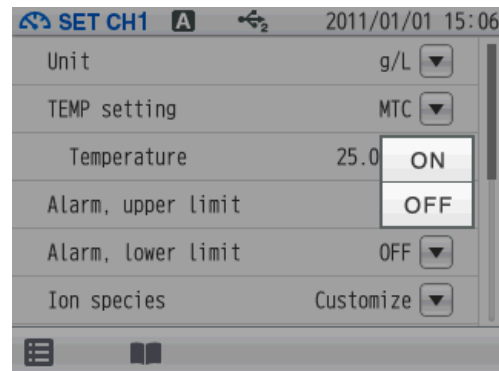 SET CH1 A 2 2011/01/01 15:06
Unit g/L
TEMP setting MTC
Temperature 25.0
ON
Alarm, upper limit OFF
Alarm, lower limit OFF
Ion species Customize